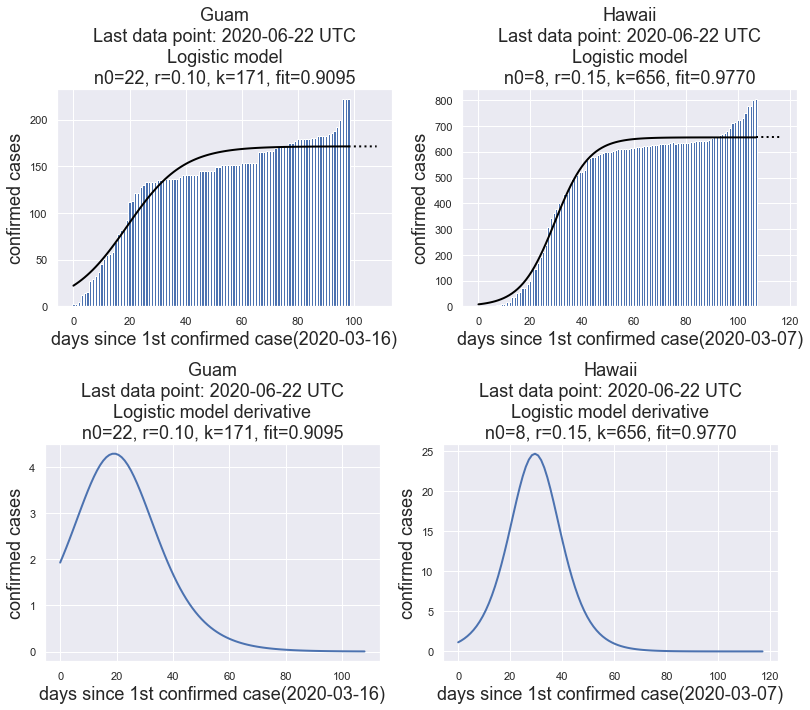 Guam
Last data point: 2020-06-22 UTC
Logistic model
n0=22, r=0.10, k=171, fit=0.9095
confirmed cases
200
150
100
50
0
0 20 40 60 80 100
days since 1st confirmed case(2020-03-16)
Hawaii
Last data point: 2020-06-22 UTC
Logistic model
n0=8, r=0.15, k=656, fit=0.9770
confirmed cases
800
700
600
500
400
300
200
100
0
0 20 40 60 80 100 120
days since 1st confirmed case(2020-03-07)
Guam
Last data point: 2020-06-22 UTC
Logistic model derivative
n0=22, r=0.10, k=171, fit=0.9095
confirmed cases
4
3
2
1
0
0 20 40 60 80 100
days since 1st confirmed case(2020-03-16)
Hawaii
Last data point: 2020-06-22 UTC
Logistic model derivative
n0=8, r=0.15, k=656, fit=0.9770
confirmed cases
25
20
15
10
5
0
0 20 40 60 80 100 120
days since 1st confirmed case(2020-03-07)